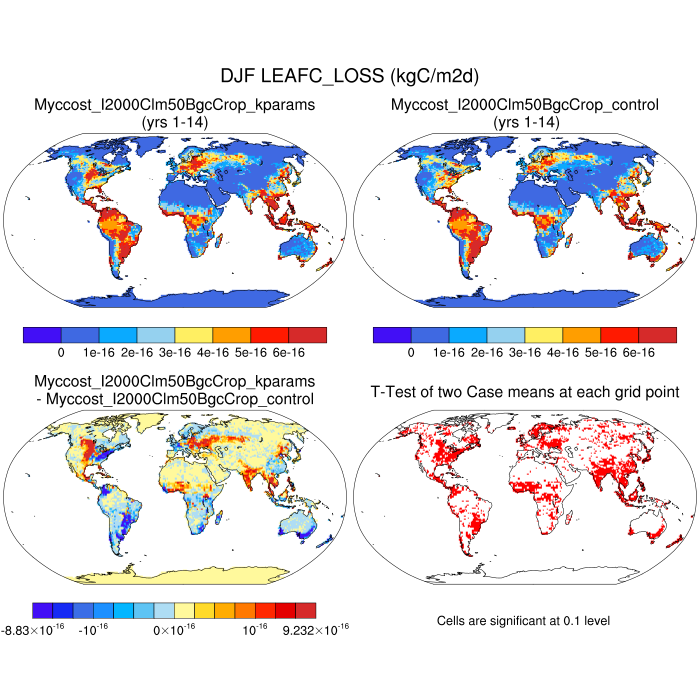 DJF LEAFC_LOSS (kgC/m2d)
Myccost_I2000Clm50BgcCrop_kparams
(yrs 1-14)
Myccost_I2000Clm50BgcCrop_control
(yrs 1-14)
0 1e-16 2e-16 3e-16 4e-16 5e-16 6e-16
0 1e-16 2e-16 3e-16 4e-16 5e-16 6e-16
Myccost_I2000Clm50BgcCrop_kparams
- Myccost_I2000Clm50BgcCrop_control
T-Test of two Case means at each grid point
-8.83×10⁻¹⁶ -10⁻¹⁶ 0×10⁻¹⁶ 10⁻¹⁶ 9.232×10⁻¹⁶
Cells are significant at 0.1 level